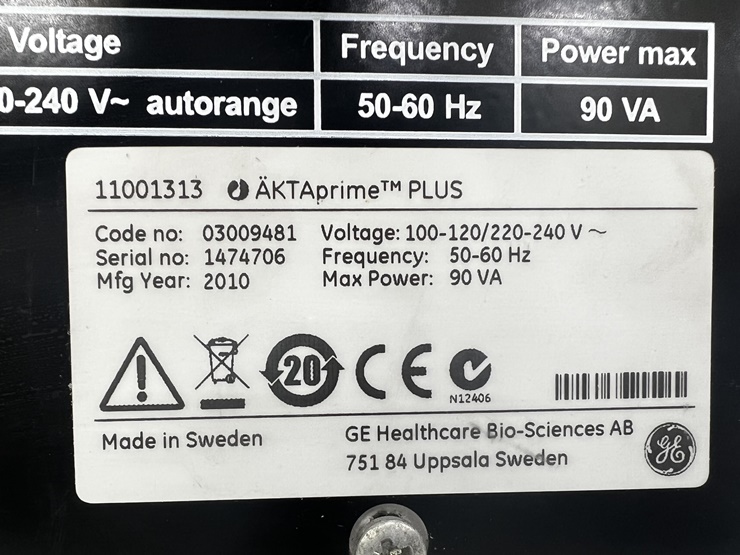 Voltage Frequency Power max
0-240 V~ autorange 50-60 Hz 90 VA
11001313 ÄKTAprime™ PLUS
Code no: 03009481 Voltage: 100-120/220-240 V ~
Serial no: 1474706 Frequency: 50-60 Hz
Mfg Year: 2010 Max Power: 90 VA
20
CE
N12406
Made in Sweden
GE Healthcare Bio-Sciences AB
751 84 Uppsala Sweden
GE